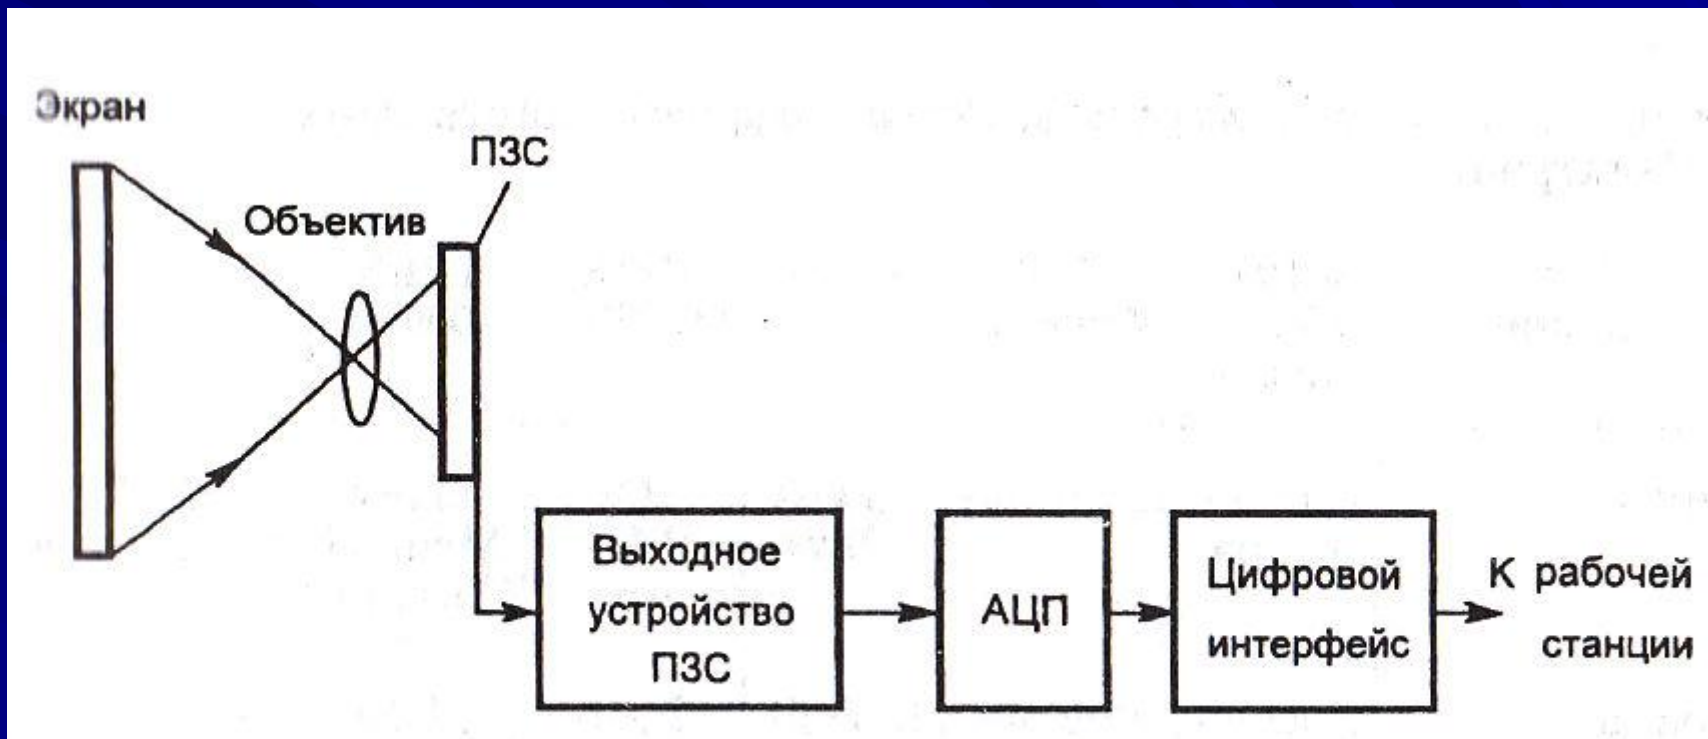 Экран
ПЗС
Объектив
Выходное
устройство
ПЗС
АЦП
Цифровой
интерфейс
К рабочей
станции